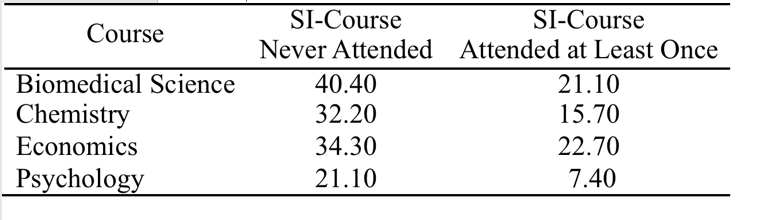 Course SI-Course Never Attended SI-Course Attended at Least Once
Biomedical Science 40.40 21.10
Chemistry 32.20 15.70
Economics 34.30 22.70
Psychology 21.10 7.40